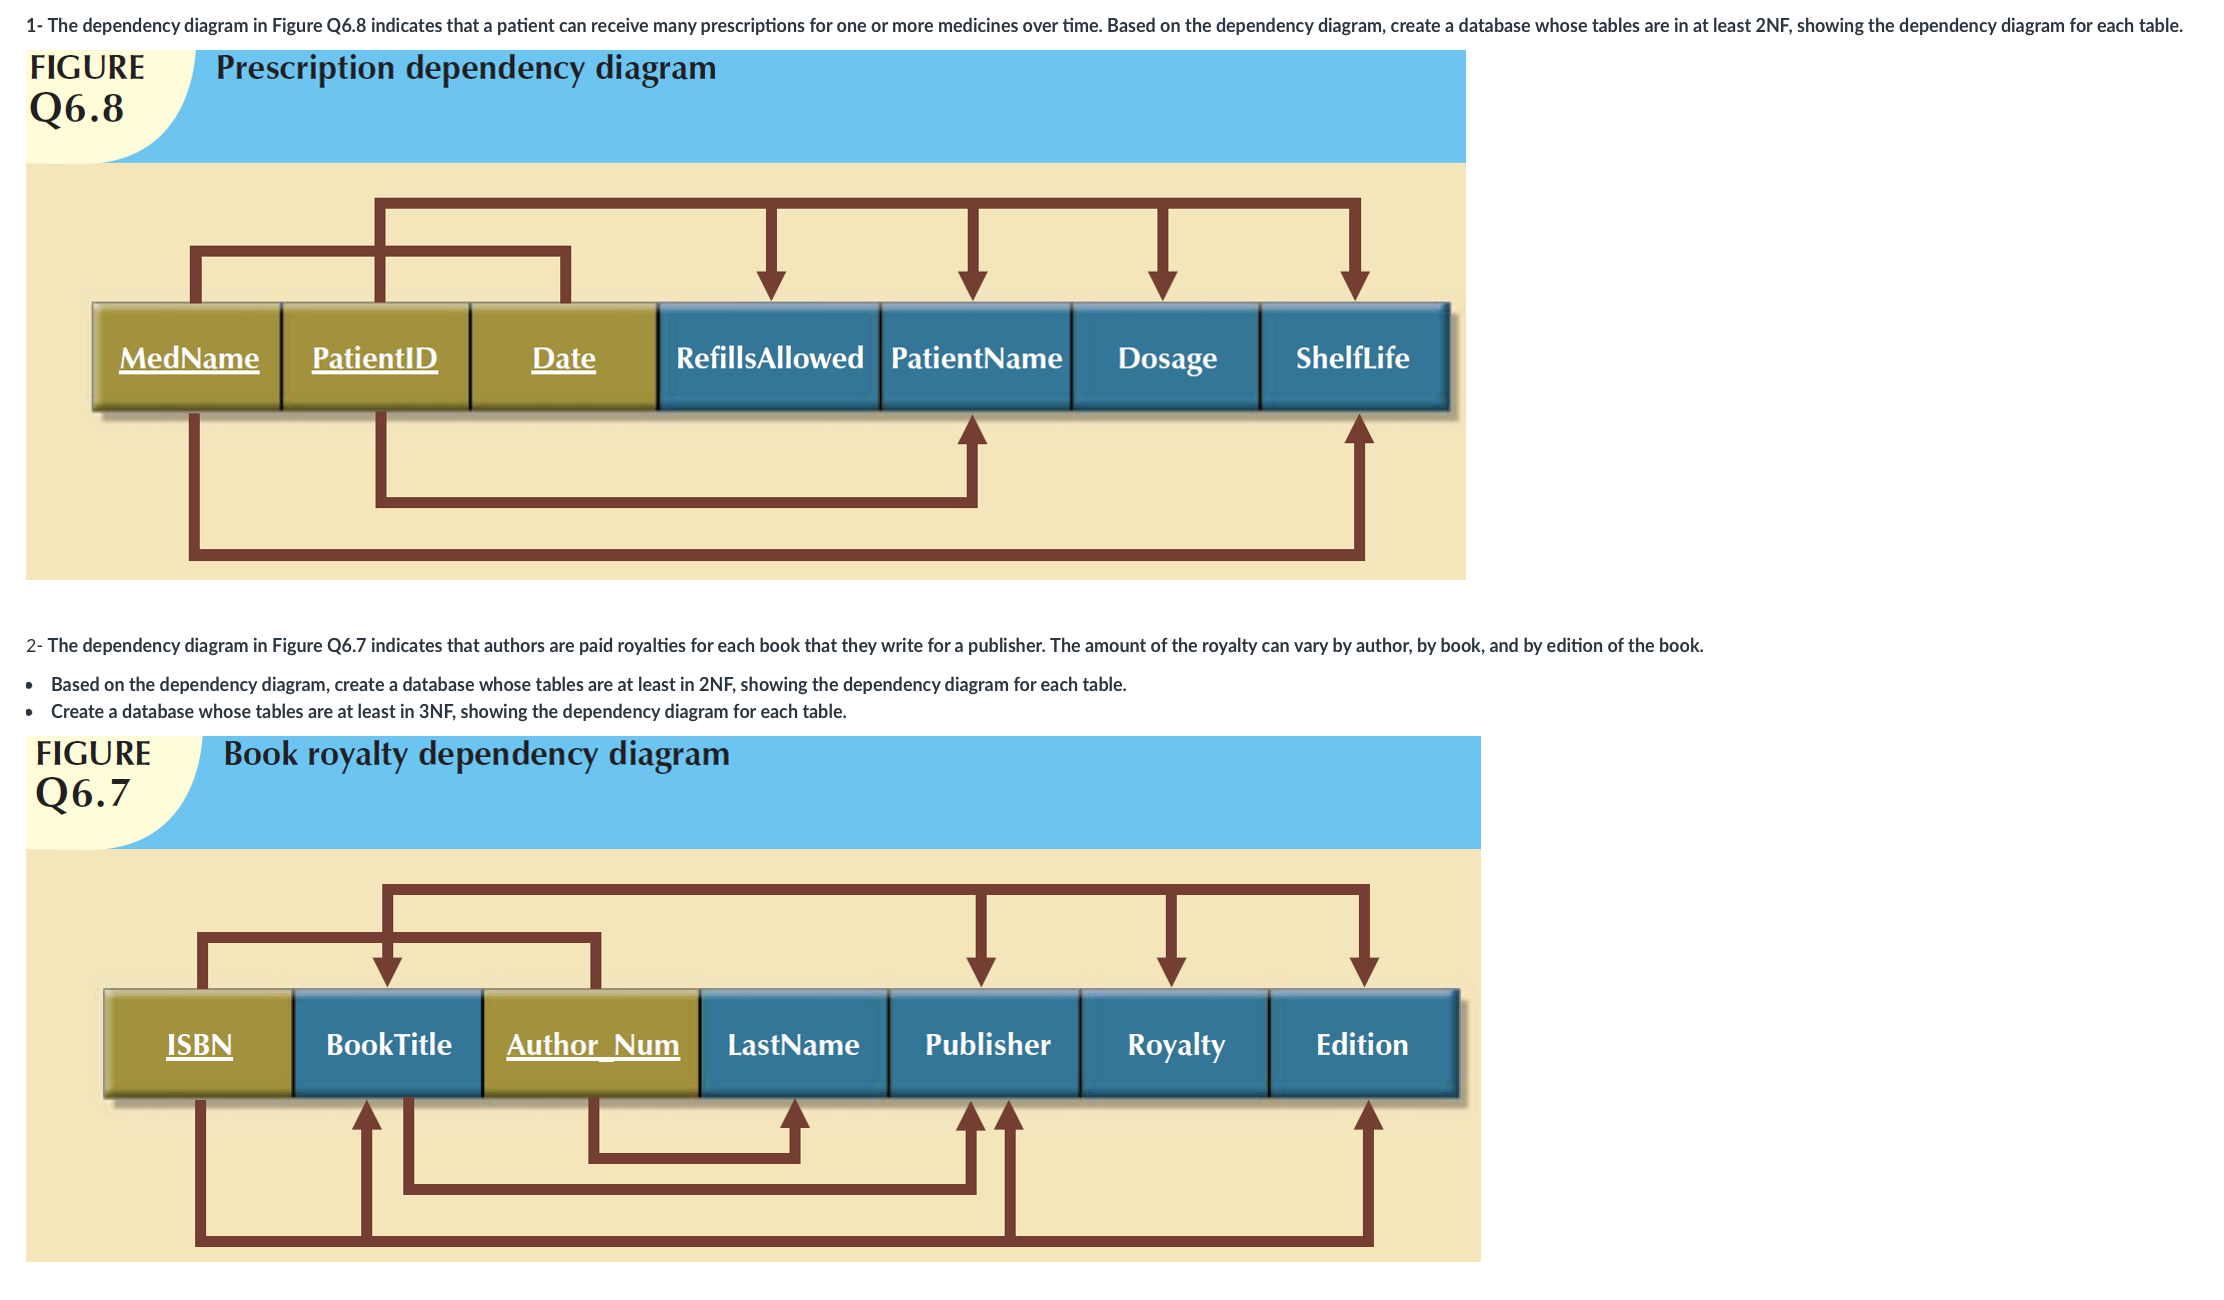 1- The dependency diagram in Figure Q6.8 indicates that a patient can receive many prescriptions for one or more medicines over time. Based on the dependency diagram, create a database whose tables are in at least 2NF, showing the dependency diagram for each table.
FIGURE
Q6.8
Prescription dependency diagram
MedName PatientID Date RefillsAllowed PatientName Dosage ShelfLife
2- The dependency diagram in Figure Q6.7 indicates that authors are paid royalties for each book that they write for a publisher. The amount of the royalty can vary by author, by book, and by edition of the book.
• Based on the dependency diagram, create a database whose tables are at least in 2NF, showing the dependency diagram for each table.
• Create a database whose tables are at least in 3NF, showing the dependency diagram for each table.
FIGURE
Q6.7
Book royalty dependency diagram
ISBN BookTitle Author_Num LastName Publisher Royalty Edition